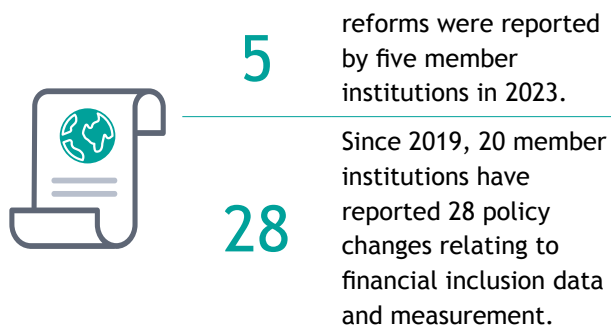 5
reforms were reported
by five member
institutions in 2023.
28
Since 2019, 20 member
institutions have
reported 28 policy
changes relating to
financial inclusion data
and measurement.